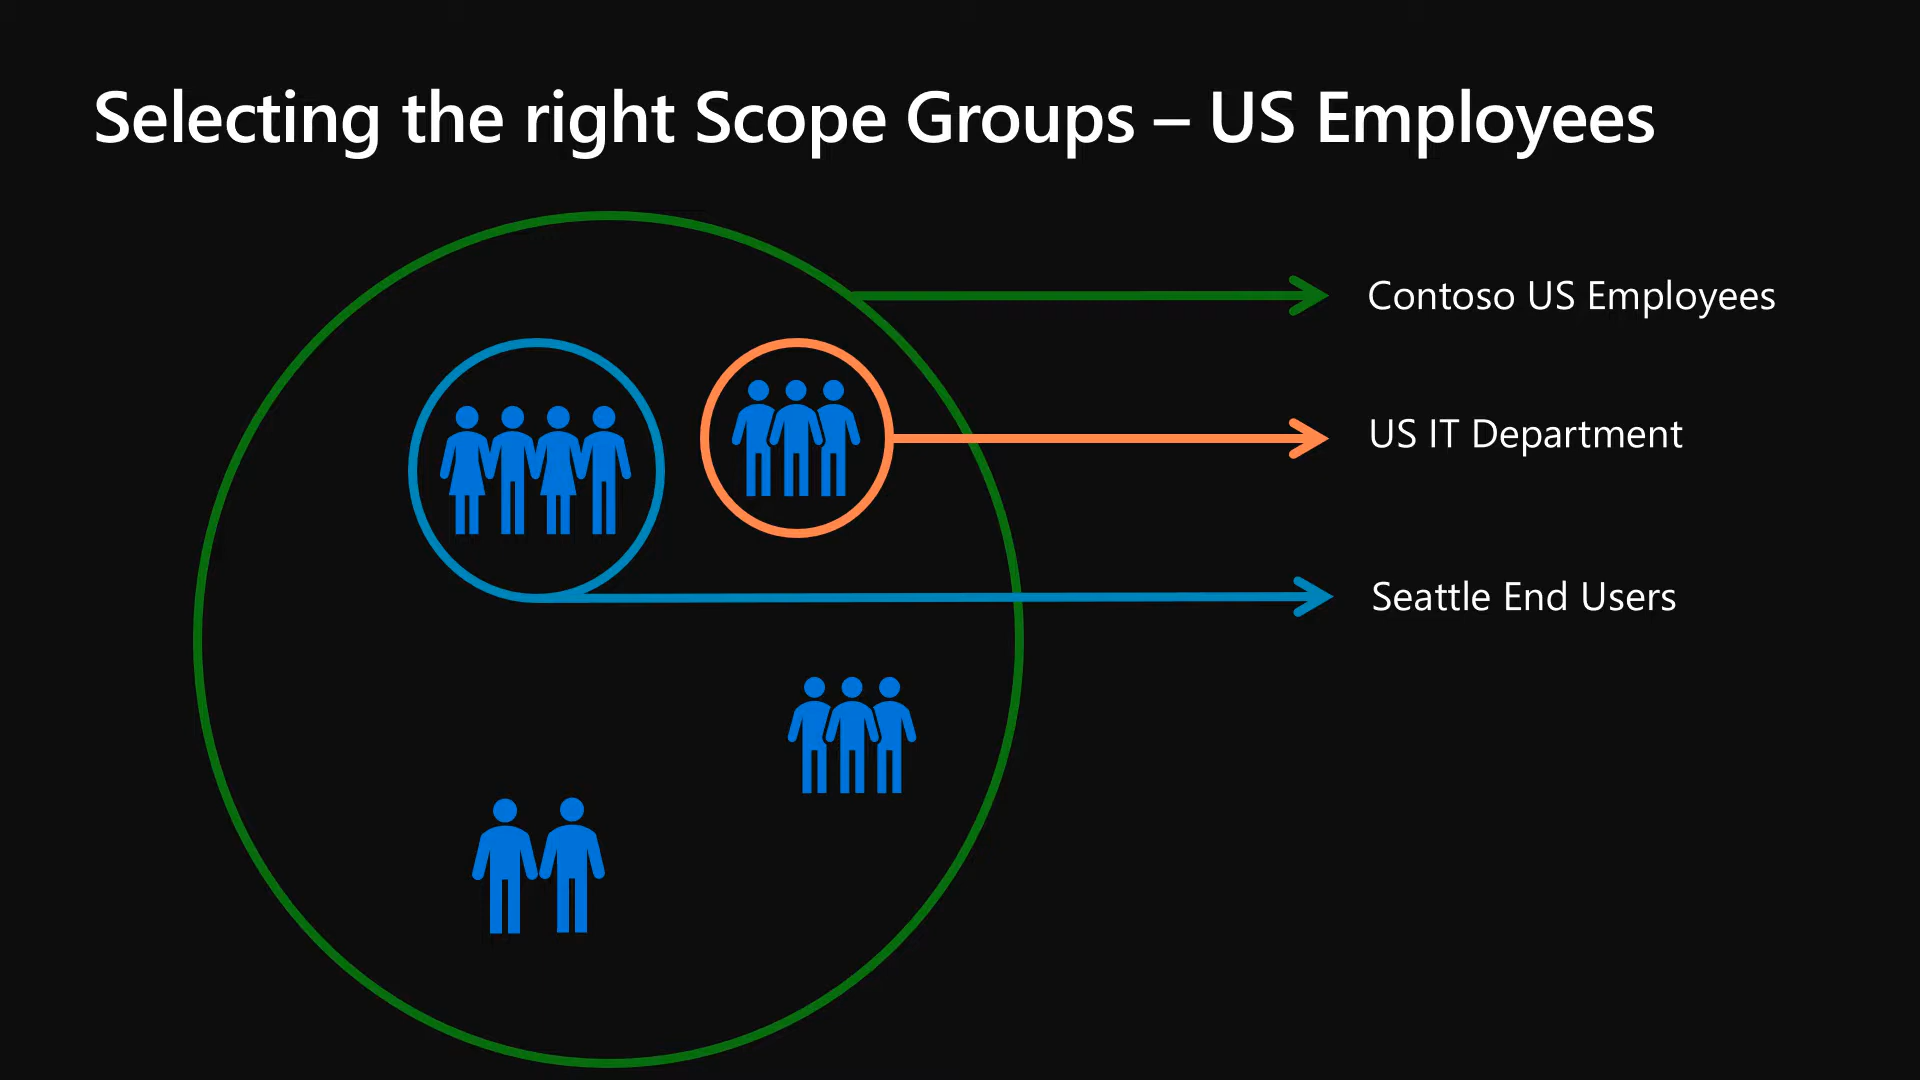 Selecting the right Scope Groups – US Employees
Contoso US Employees
US IT Department
Seattle End Users